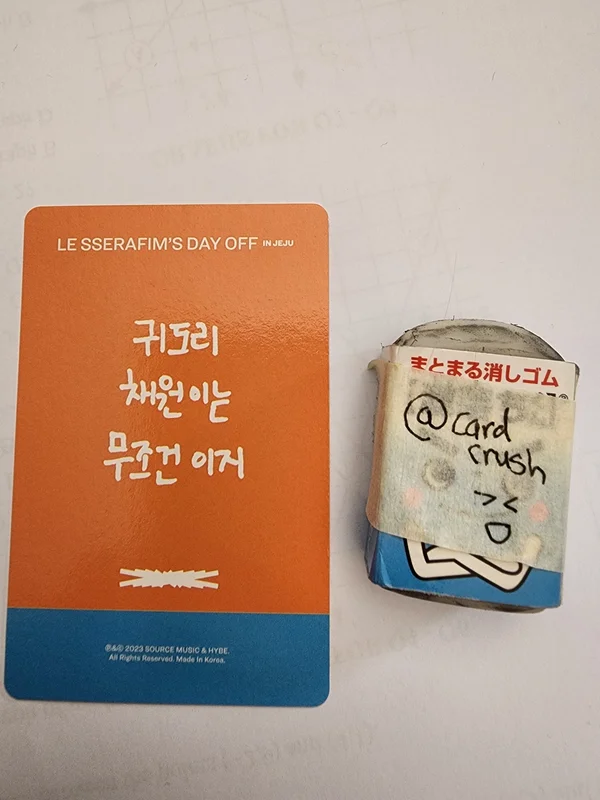 LE SSERAFIM'S DAY OFF IN JEJU
귀도리
채원이는
무조건 이지
℗&© 2023 SOURCE MUSIC & HYBE.
All Rights Reserved. Made In Korea.
まとまる消しゴム
@card
crush